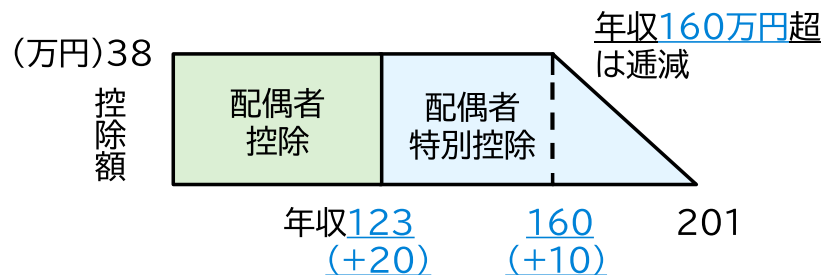 年収160万円超
は逓減
(万円)38
控除額
配偶者
控除
配偶者
特別控除
年収123
(+20)
160
(+10)
201